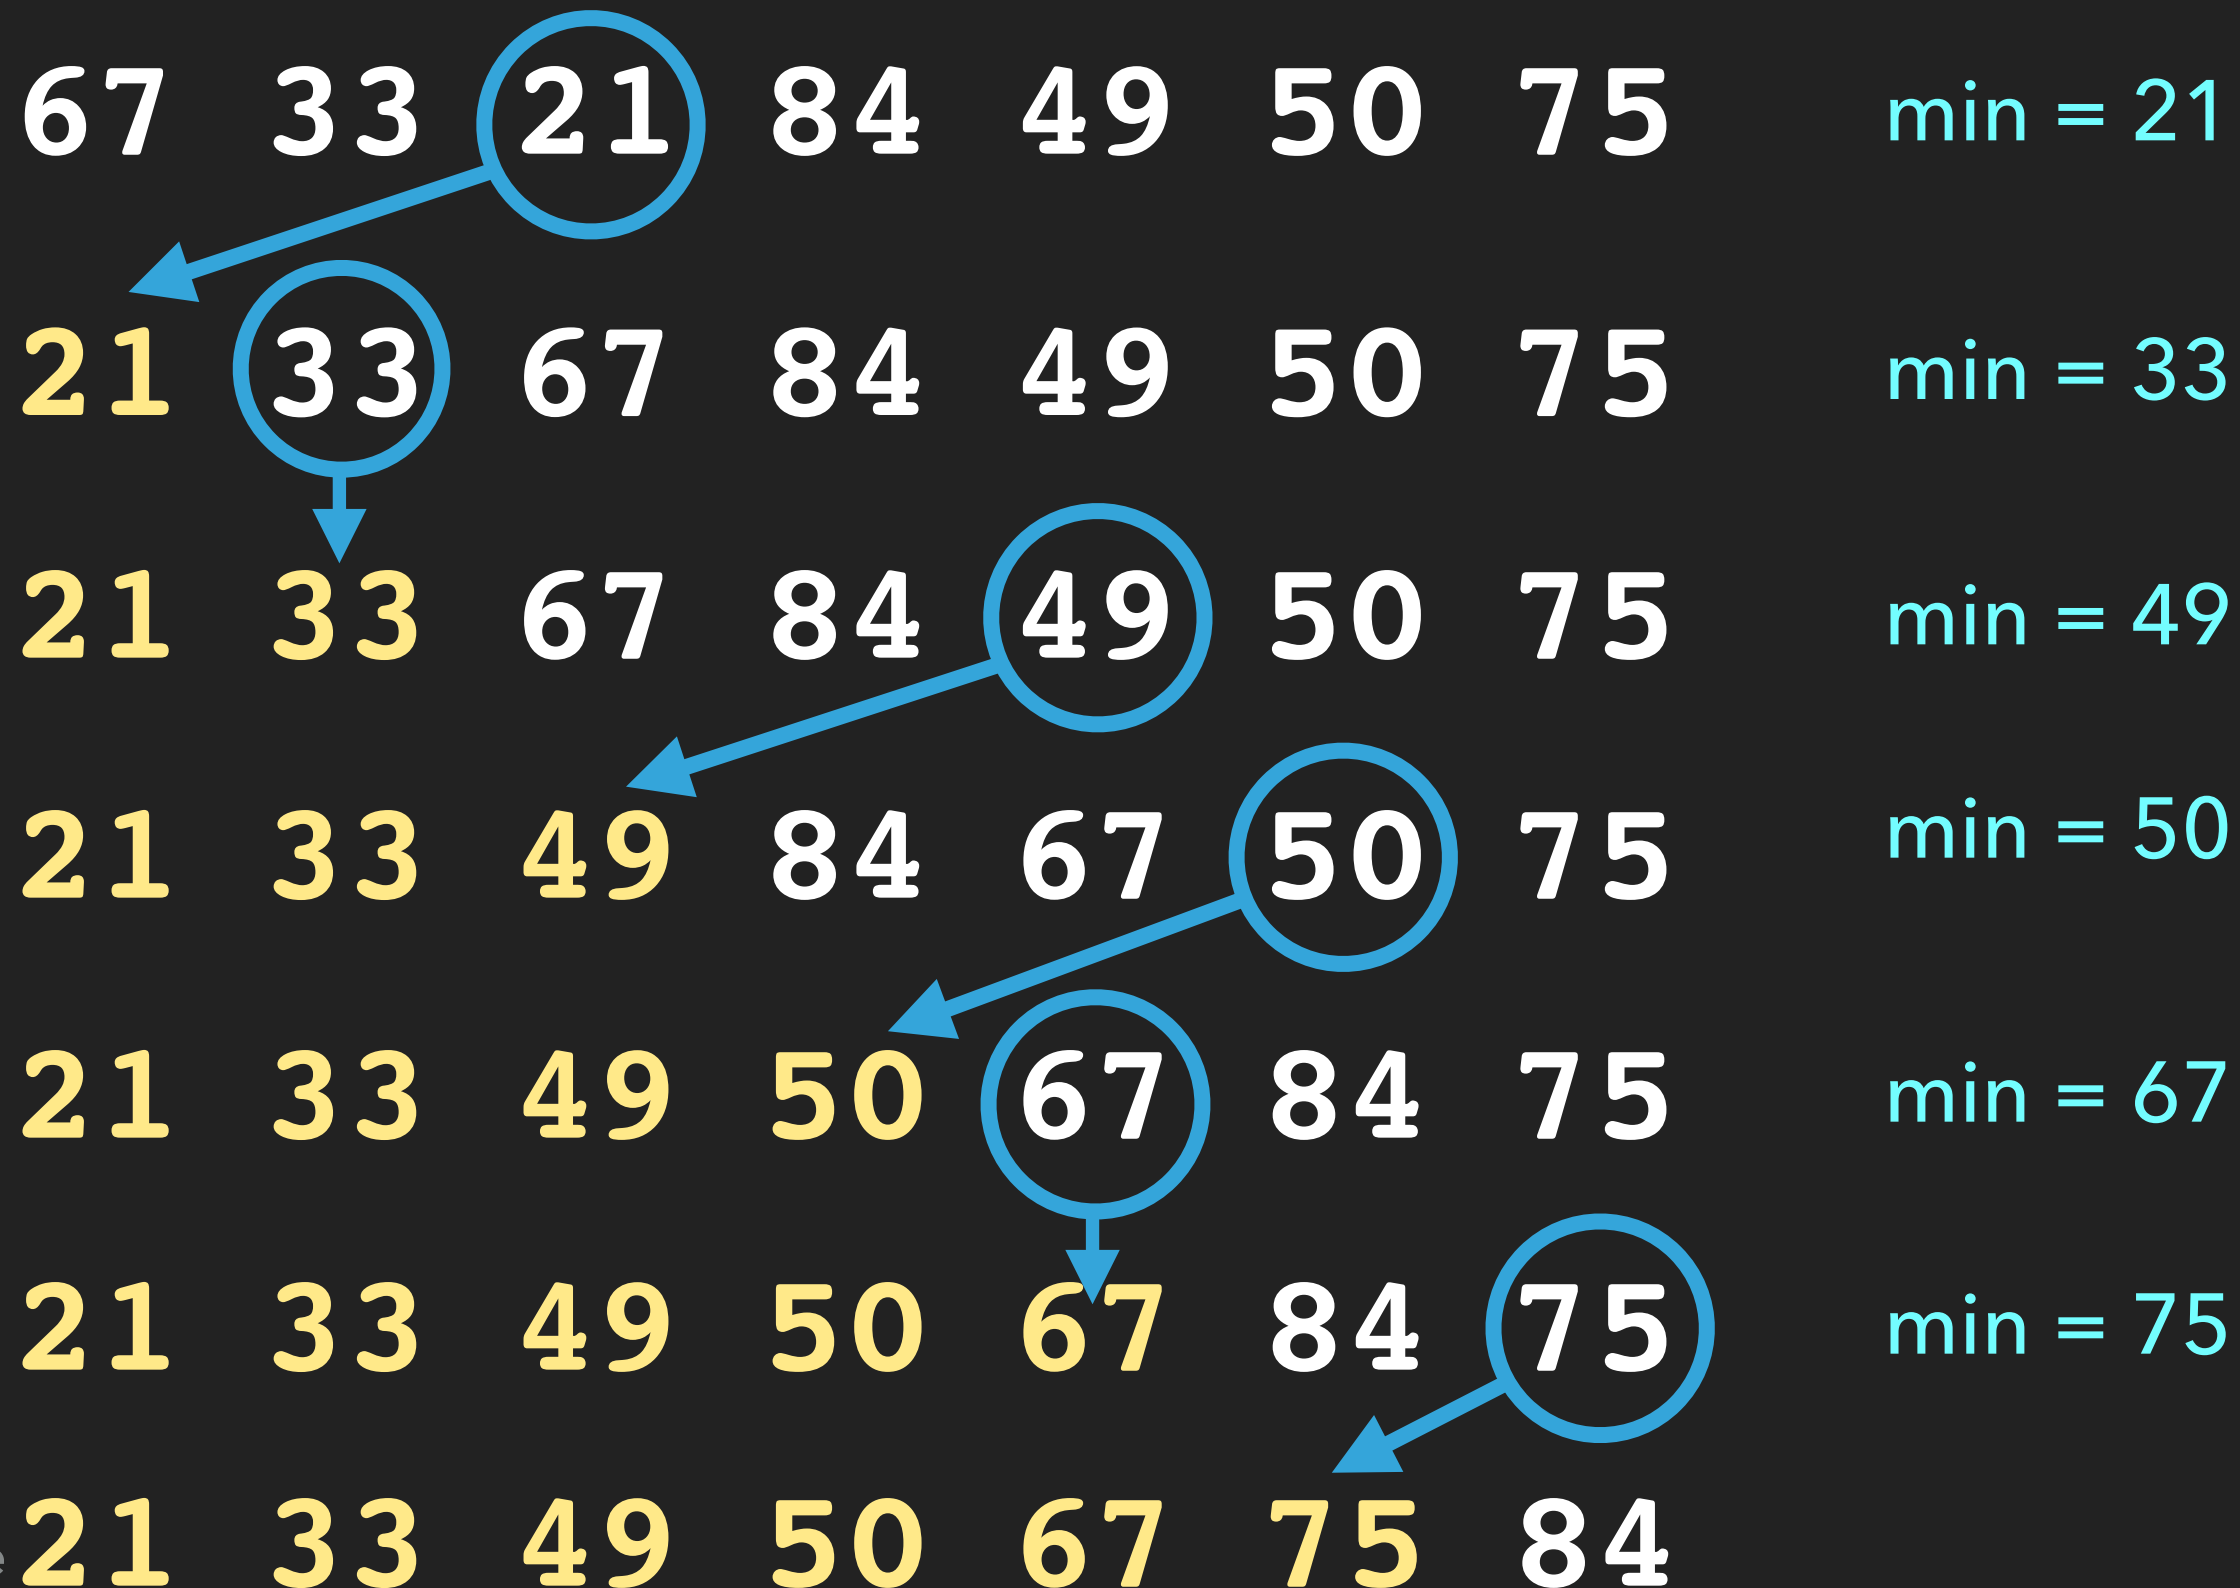 67 33 21 84 49 50 75 min = 21
21 33 67 84 49 50 75 min = 33
21 33 67 84 49 50 75 min = 49
21 33 49 84 67 50 75 min = 50
21 33 49 50 67 84 75 min = 67
21 33 49 50 67 84 75 min = 75
21 33 49 50 67 75 84